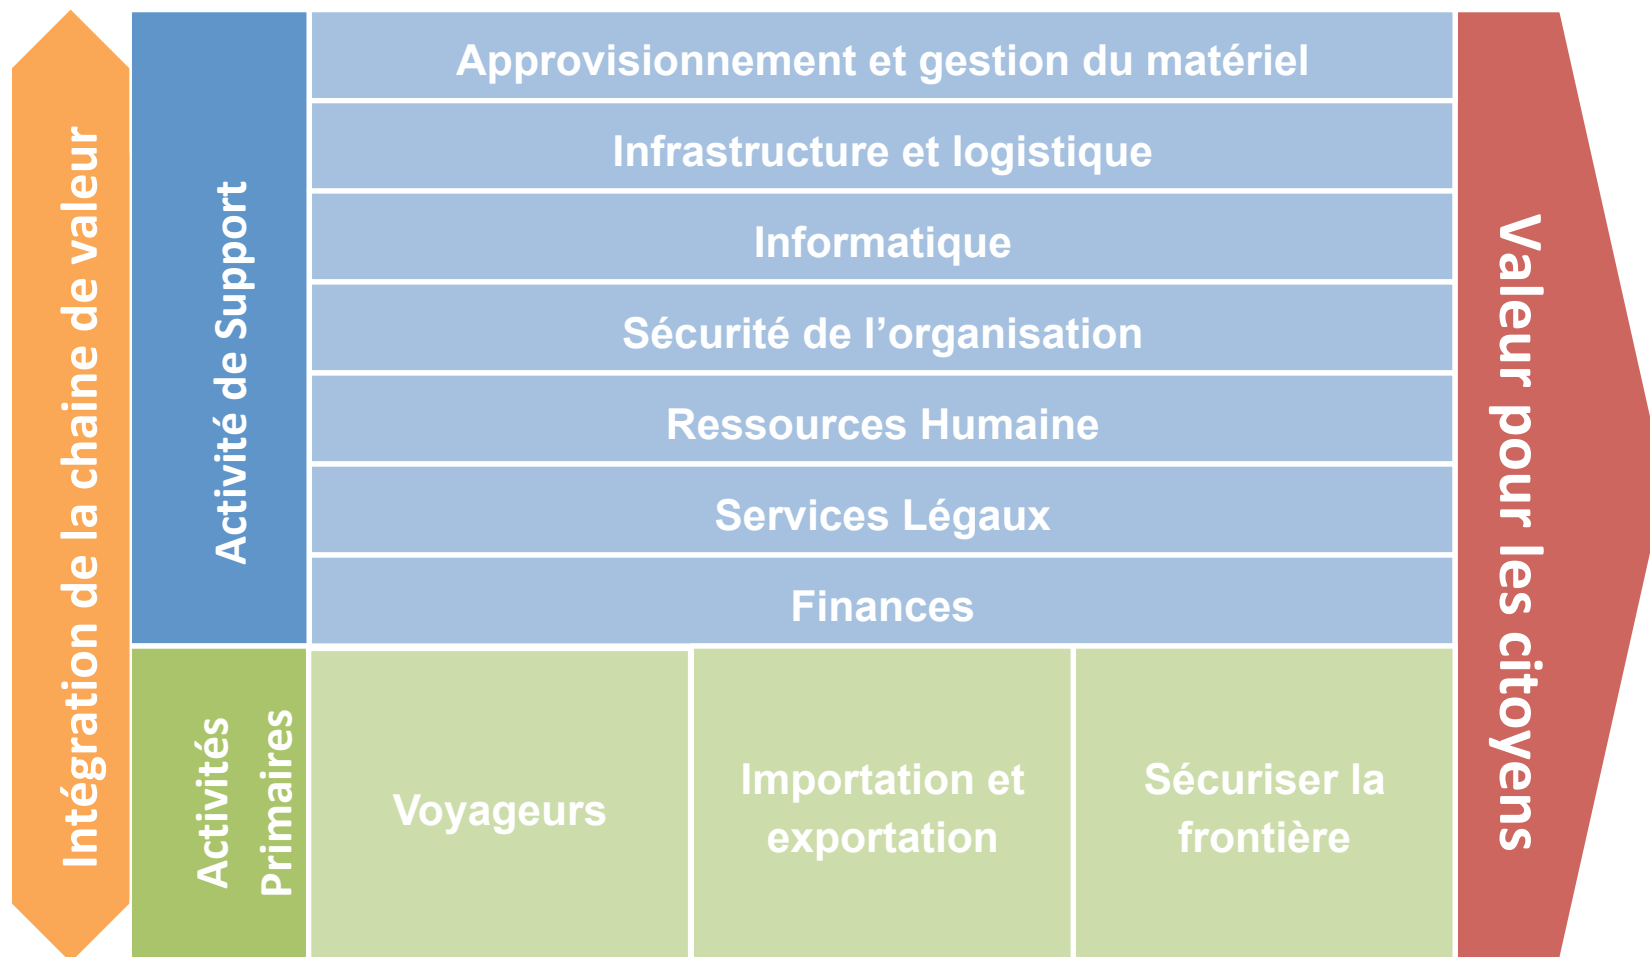 Intégration de la chaine de valeur
Activité de Support
Approvisionnement et gestion du matériel
Infrastructure et logistique
Informatique
Sécurité de l’organisation
Ressources Humaine
Services Légaux
Finances
Activités
Primaires
Voyageurs
Importation et
exportation
Sécuriser la
frontière
Valeur pour les citoyens